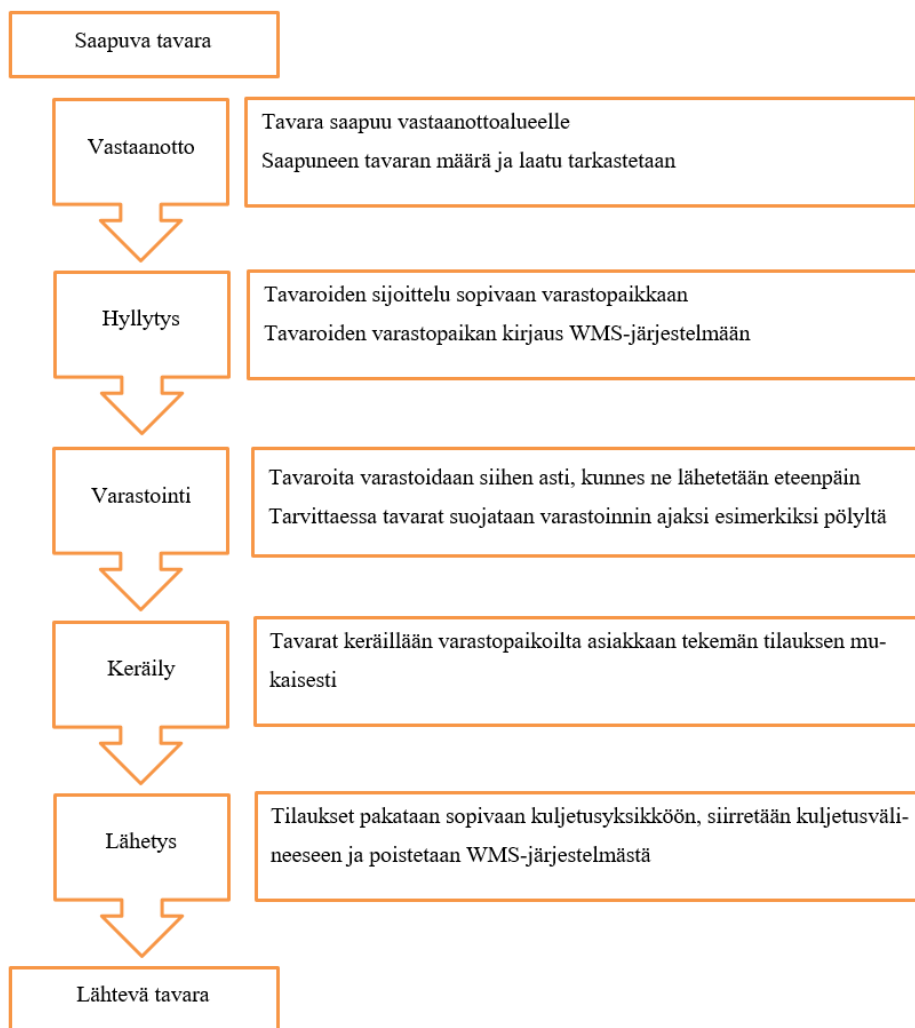 Saapuva tavara
Vastaanotto
Tavara saapuu vastaanottoalueelle
Saapuneen tavaran määrä ja laatu tarkastetaan
Hyllytys
Tavaroiden sijoittelu sopivaan varastopaikkaan
Tavaroiden varastopaikan kirjaus WMS-järjestelmään
Varastointi
Tavaroita varastoidaan siihen asti, kunnes ne lähetetään eteenpäin
Tarvittaessa tavarat suojataan varastoinnin ajaksi esimerkiksi pölyltä
Keräily
Tavarat keräillään varastopaikoilta asiakkaan tekemän tilauksen mu-
kaisesti
Lähetys
Tilaukset pakataan sopivaan kuljetusyksikköön, siirretään kuljetusväli-
neeseen ja poistetaan WMS-järjestelmästä
Lähtevä tavara